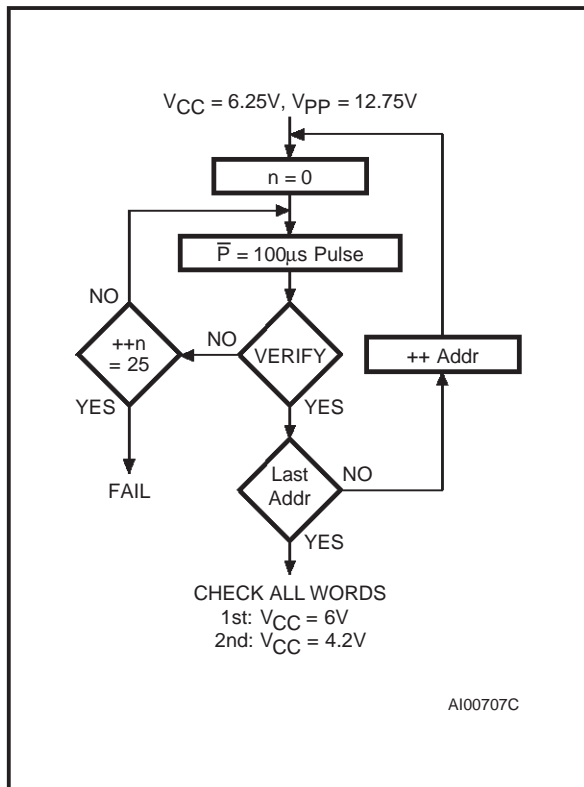 VCC = 6.25V, VPP = 12.75V
n = 0
P̅ = 100μs Pulse
NO
++n
= 25
NO
VERIFY
++ Addr
YES
YES
Last
Addr
NO
FAIL
YES
CHECK ALL WORDS
1st: VCC = 6V
2nd: VCC = 4.2V
AI00707C